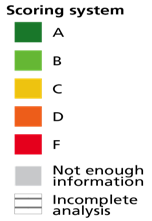 Scoring system
A
B
C
D
F
Not enough
information
Incomplete
analysis